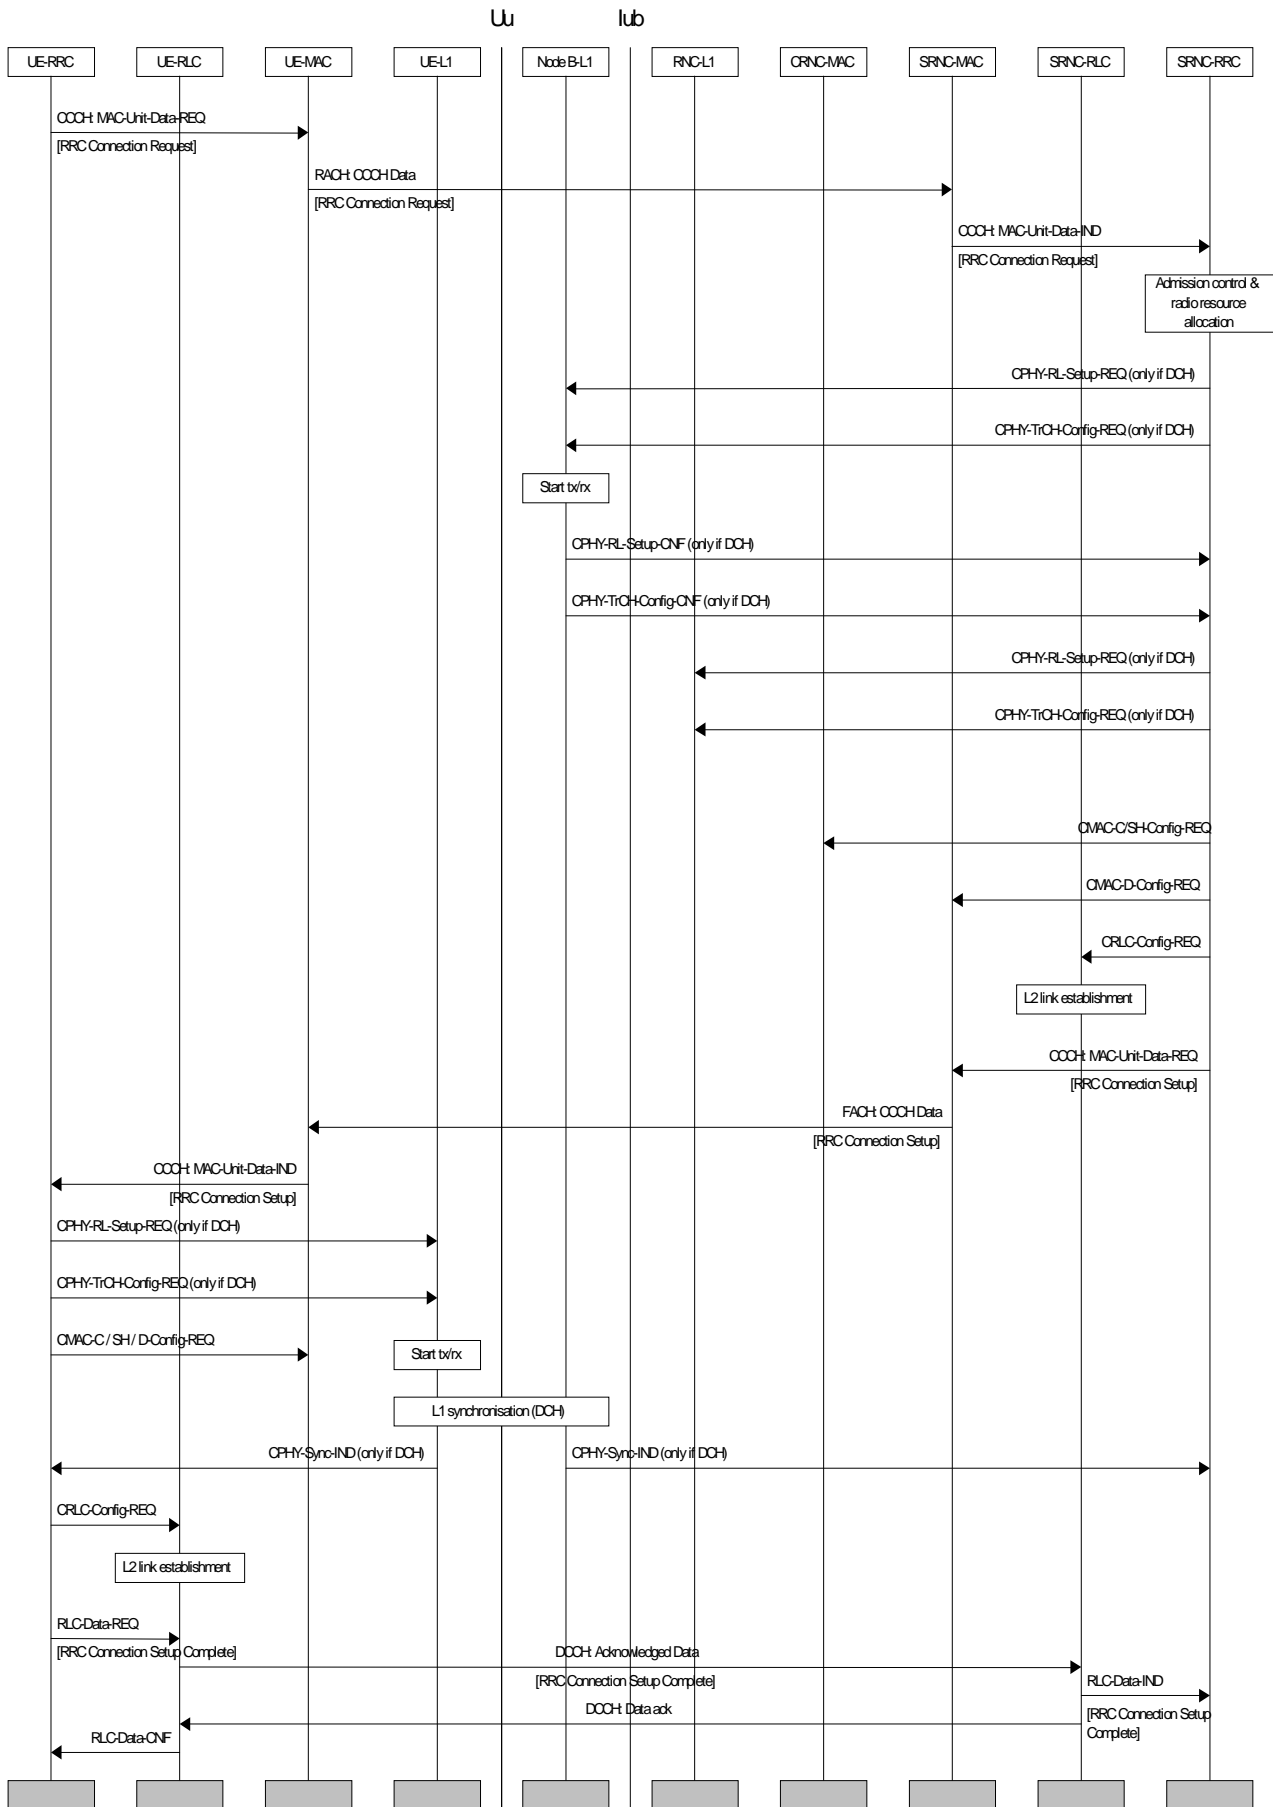 Uu Iub
UE-RRC UE-RLC UE-MAC UE-L1 Node B-L1 RNC-L1 CRNC-MAC SRNC-MAC SRNC-RLC SRNC-RRC
CCCH: MAC-Unit-Data-REQ
[RRC Connection Request]
RACH: CCCH Data
[RRC Connection Request]
CCCH: MAC-Unit-Data-IND
[RRC Connection Request]
Admission control &
radio resource
allocation
CPHY-RL-Setup-REQ (only if DCH)
CPHY-TrCH-Config-REQ (only if DCH)
Start tx/rx
CPHY-RL-Setup-CNF (only if DCH)
CPHY-TrCH-Config-CNF (only if DCH)
CPHY-RL-Setup-REQ (only if DCH)
CPHY-TrCH-Config-REQ (only if DCH)
CMAC-C/SH-Config-REQ
CMAC-D-Config-REQ
CRLC-Config-REQ
L2 link establishment
CCCH: MAC-Unit-Data-REQ
[RRC Connection Setup]
FACH: CCCH Data
[RRC Connection Setup]
CCCH: MAC-Unit-Data-IND
[RRC Connection Setup]
CPHY-RL-Setup-REQ (only if DCH)
CPHY-TrCH-Config-REQ (only if DCH)
CMAC-C / SH / D-Config-REQ
Start tx/rx
L1 synchronisation (DCH)
CPHY-Sync-IND (only if DCH) CPHY-Sync-IND (only if DCH)
CRLC-Config-REQ
L2 link establishment
RLC-Data-REQ
[RRC Connection Setup Complete]
DCCH: Acknowledged Data
[RRC Connection Setup Complete]
RLC-Data-IND
[RRC Connection Setup
Complete]
DCCH: Data ack
RLC-Data-CNF